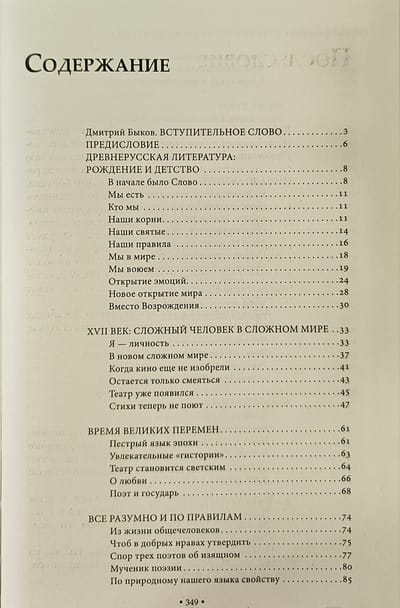 СОДЕРЖАНИЕ
Дмитрий Быков. ВСТУПИТЕЛЬНОЕ СЛОВО 3
ПРЕДИСЛОВИЕ 6
ДРЕВНЕРУССКАЯ ЛИТЕРАТУРА:
РОЖДЕНИЕ И ДЕТСТВО 8
В начале было Слово 8
Мы есть 11
Кто мы 11
Наши корни 11
Наши святые 14
Наши правила 16
Мы в мире 18
Мы воюем 19
Открытие эмоций 24
Новое открытие мира 28
Вместо Возрождения 30
XVII ВЕК: СЛОЖНЫЙ ЧЕЛОВЕК В СЛОЖНОМ МИРЕ 33
Я — личность 33
В новом сложном мире 37
Когда кино еще не изобрели 41
Остается только смеяться 43
Театр уже появился 45
Стихи теперь не поют 47
ВРЕМЯ ВЕЛИКИХ ПЕРЕМЕН 61
Пестрый язык эпохи 61
Увлекательные «гистории» 63
Театр становится светским 64
О любви 66
Поэт и государь 68
ВСЕ РАЗУМНО И ПО ПРАВИЛАМ 74
Из жизни общечеловеков 74
Чтоб в добрых нравах утвердить 75
Спор трех поэтов об изящном 77
Мученик поэзии 80
По природному нашего языка свойству 85
• 349 •